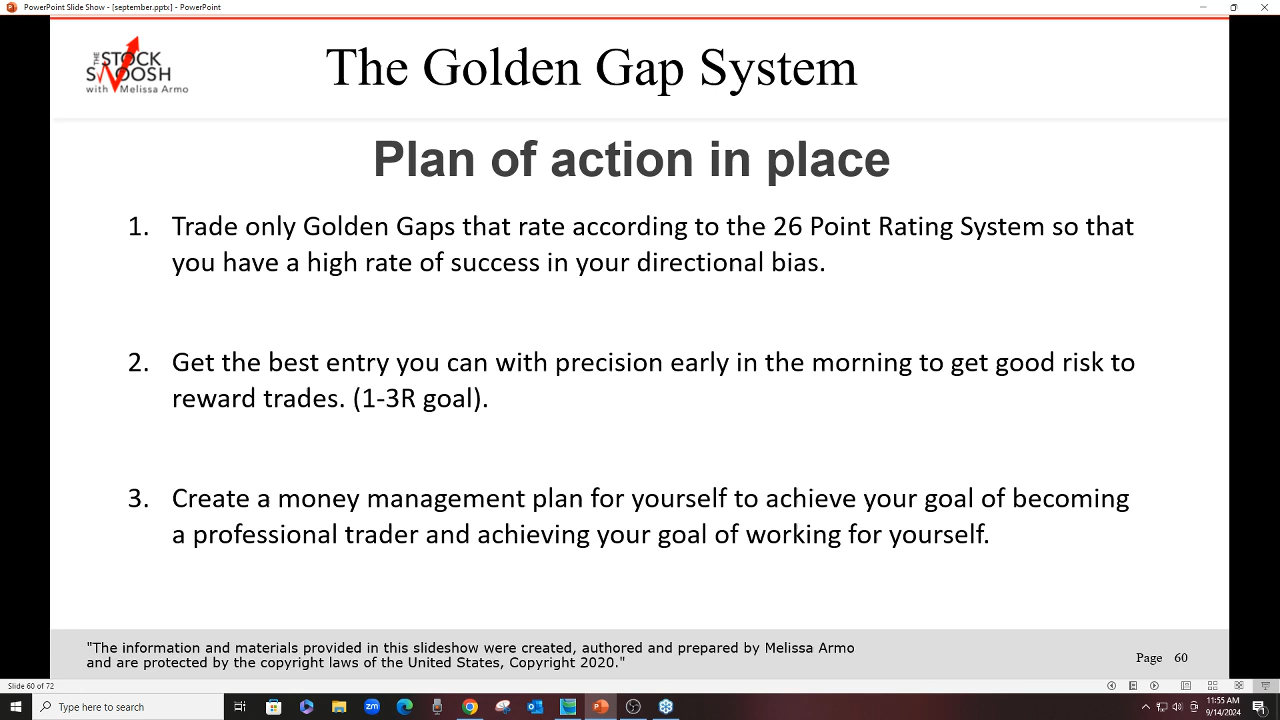 PowerPoint Slide Show - [september.pptx] - PowerPoint
THE
STOCK
SWOOSH
with Melissa Armo
The Golden Gap System
Plan of action in place
1. Trade only Golden Gaps that rate according to the 26 Point Rating System so that
you have a high rate of success in your directional bias.
2. Get the best entry you can with precision early in the morning to get good risk to
reward trades. (1-3R goal).
3. Create a money management plan for yourself to achieve your goal of becoming
a professional trader and achieving your goal of working for yourself.
"The information and materials provided in this slideshow were created, authored and prepared by Melissa Armo
and are protected by the copyright laws of the United States, Copyright 2020."
Page 60
Slide 60 of 72
Type here to search
zm
11:55 AM
9/14/2024